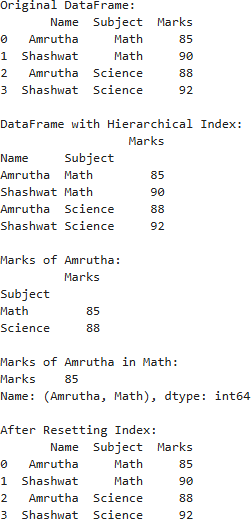 Original DataFrame:
       Name  Subject  Marks
0   Amrutha     Math     85
1  Shashwat     Math     90
2   Amrutha  Science     88
3  Shashwat  Science     92

DataFrame with Hierarchical Index:
                  Marks
Name     Subject
Amrutha  Math        85
Shashwat Math        90
Amrutha  Science     88
Shashwat Science     92

Marks of Amrutha:
         Marks
Subject
Math        85
Science     88

Marks of Amrutha in Math:
Marks    85
Name: (Amrutha, Math), dtype: int64

After Resetting Index:
       Name  Subject  Marks
0   Amrutha     Math     85
1  Shashwat     Math     90
2   Amrutha  Science     88
3  Shashwat  Science     92